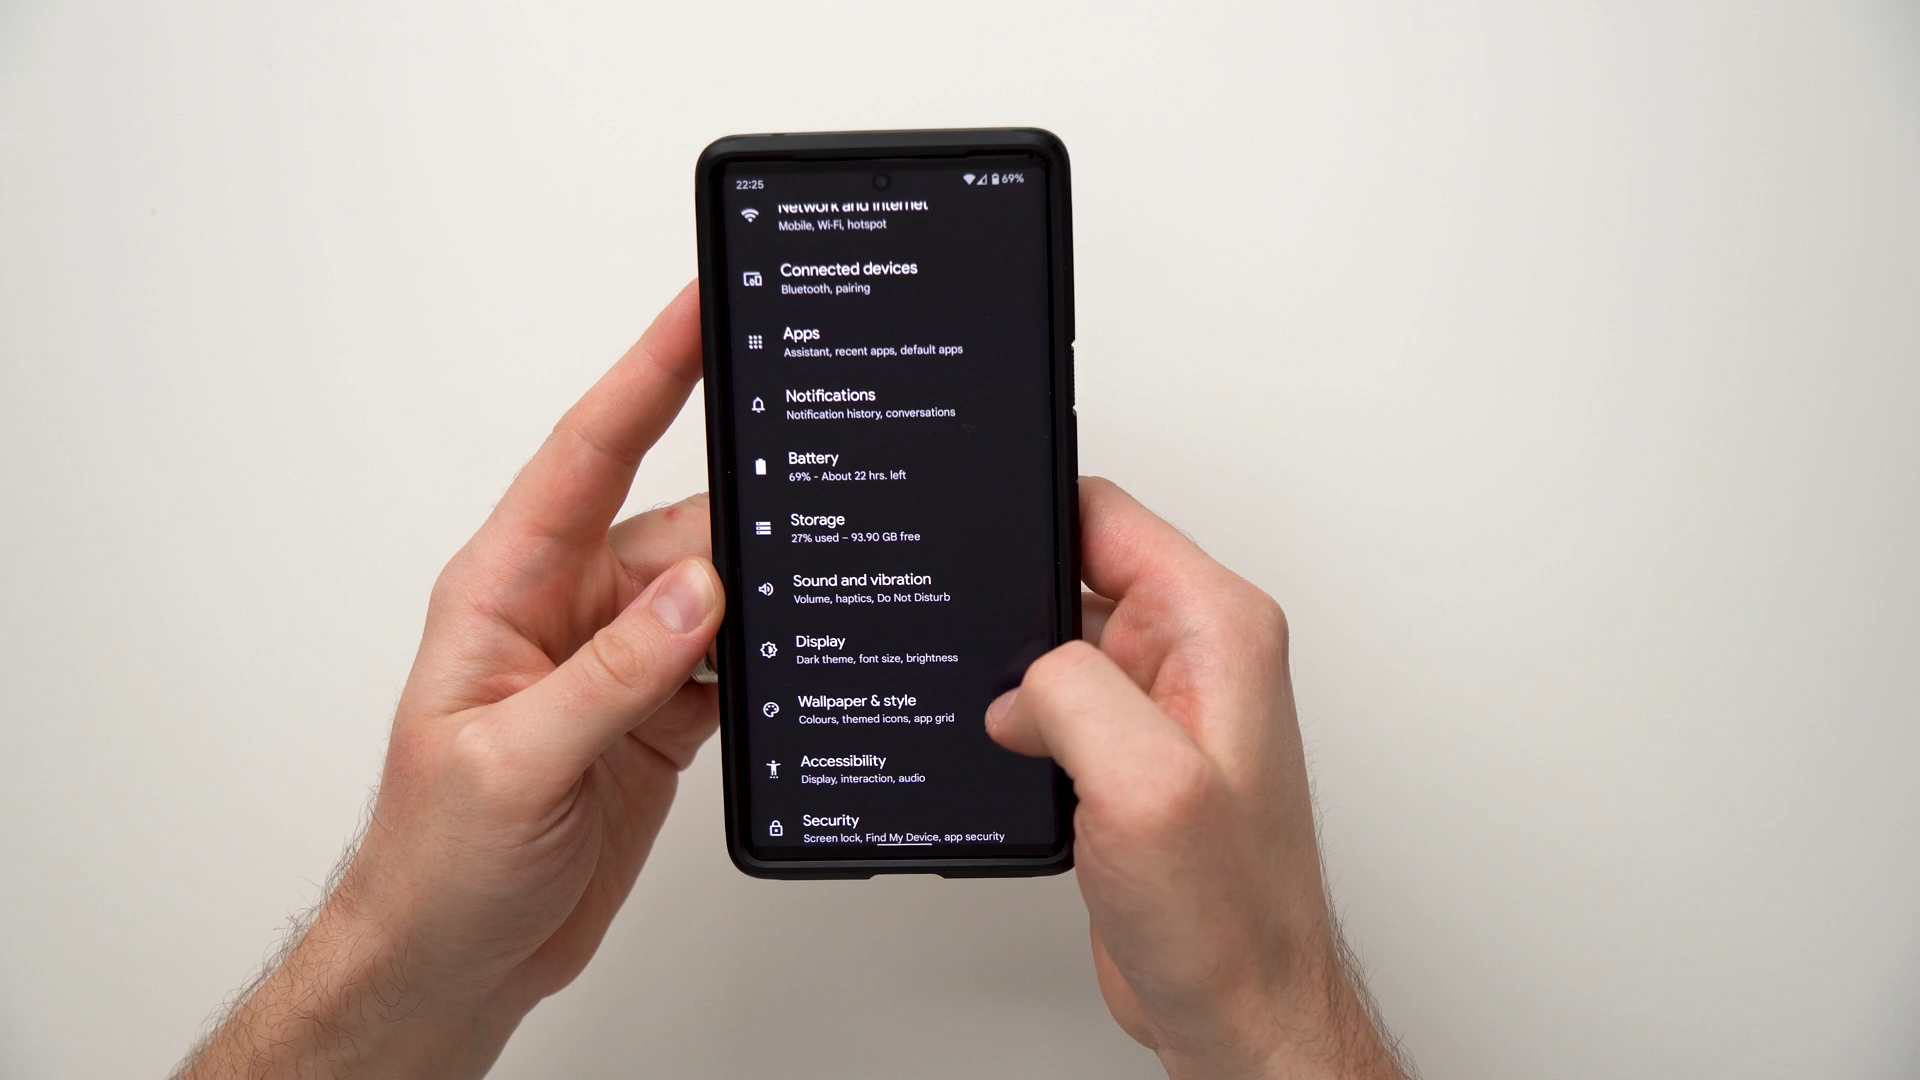 22:25
69%
Network and internet
Mobile, Wi-Fi, hotspot
Connected devices
Bluetooth, pairing
Apps
Assistant, recent apps, default apps
Notifications
Notification history, conversations
Battery
69% - About 22 hrs. left
Storage
27% used – 93.90 GB free
Sound and vibration
Volume, haptics, Do Not Disturb
Display
Dark theme, font size, brightness
Wallpaper & style
Colours, themed icons, app grid
Accessibility
Display, interaction, audio
Security
Screen lock, Find My Device, app security